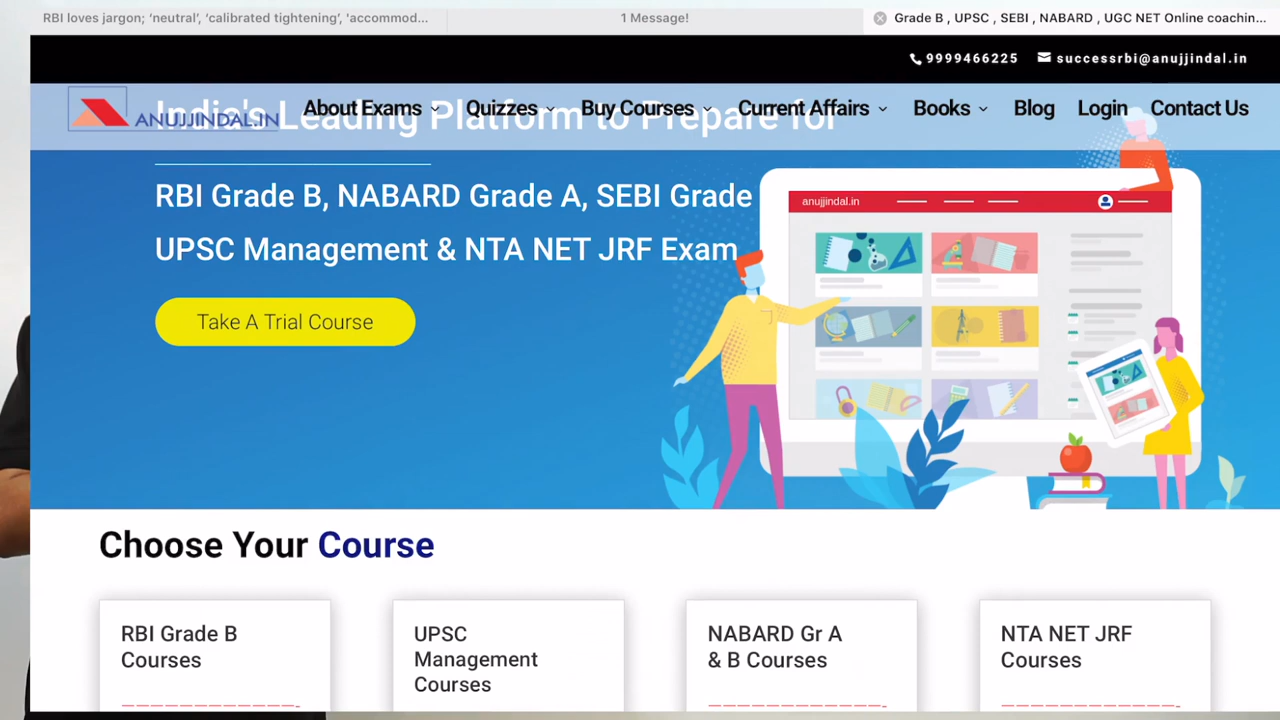 RBI loves jargon; ‘neutral’, ‘calibrated tightening’, 'accommod...
1 Message!
Grade B , UPSC , SEBI , NABARD , UGC NET Online coachin...
9999466225
successrbi@anujjindal.in
ANUJJINDAL.IN
About Exams
Quizzes
Buy Courses
Current Affairs
Books
Blog
Login
Contact Us
India's Leading Platform to Prepare for
RBI Grade B, NABARD Grade A, SEBI Grade
UPSC Management & NTA NET JRF Exam
anujjindal.in
Take A Trial Course
Choose Your Course
RBI Grade B
Courses
UPSC
Management
Courses
NABARD Gr A
& B Courses
NTA NET JRF
Courses